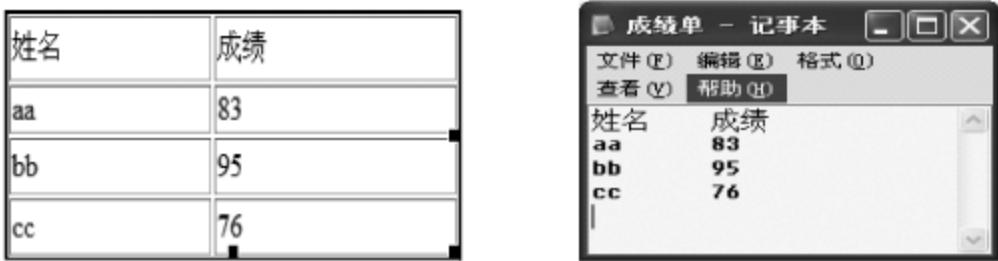 姓名 成绩
aa 83
bb 95
cc 76
成绩单 - 记事本
文件(F) 编辑(E) 格式(O)
查看(V) 帮助(H)
姓名 成绩
aa 83
bb 95
cc 76